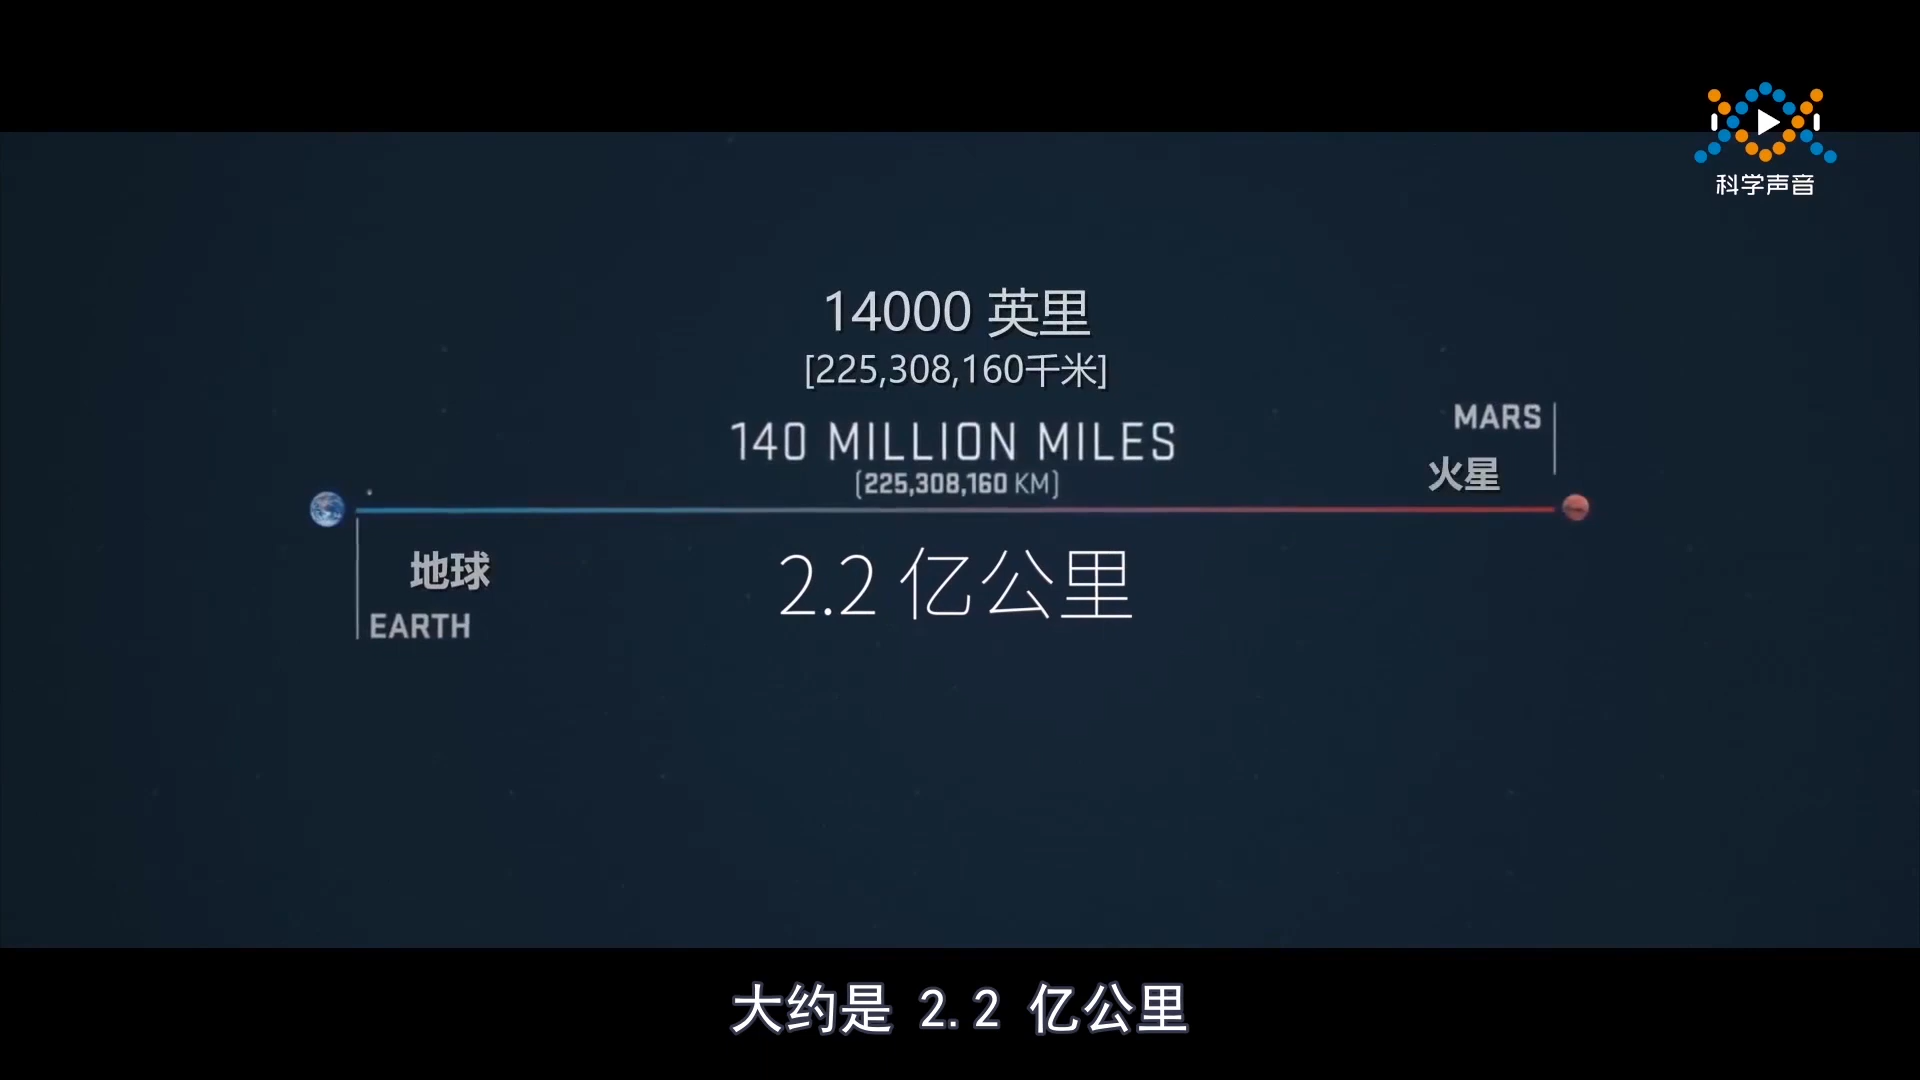 科学声音
14000 英里
[225,308,160千米]
140 MILLION MILES
(225,308,160 KM)
MARS
火星
地球
EARTH
2.2 亿公里
大约是 2.2 亿公里